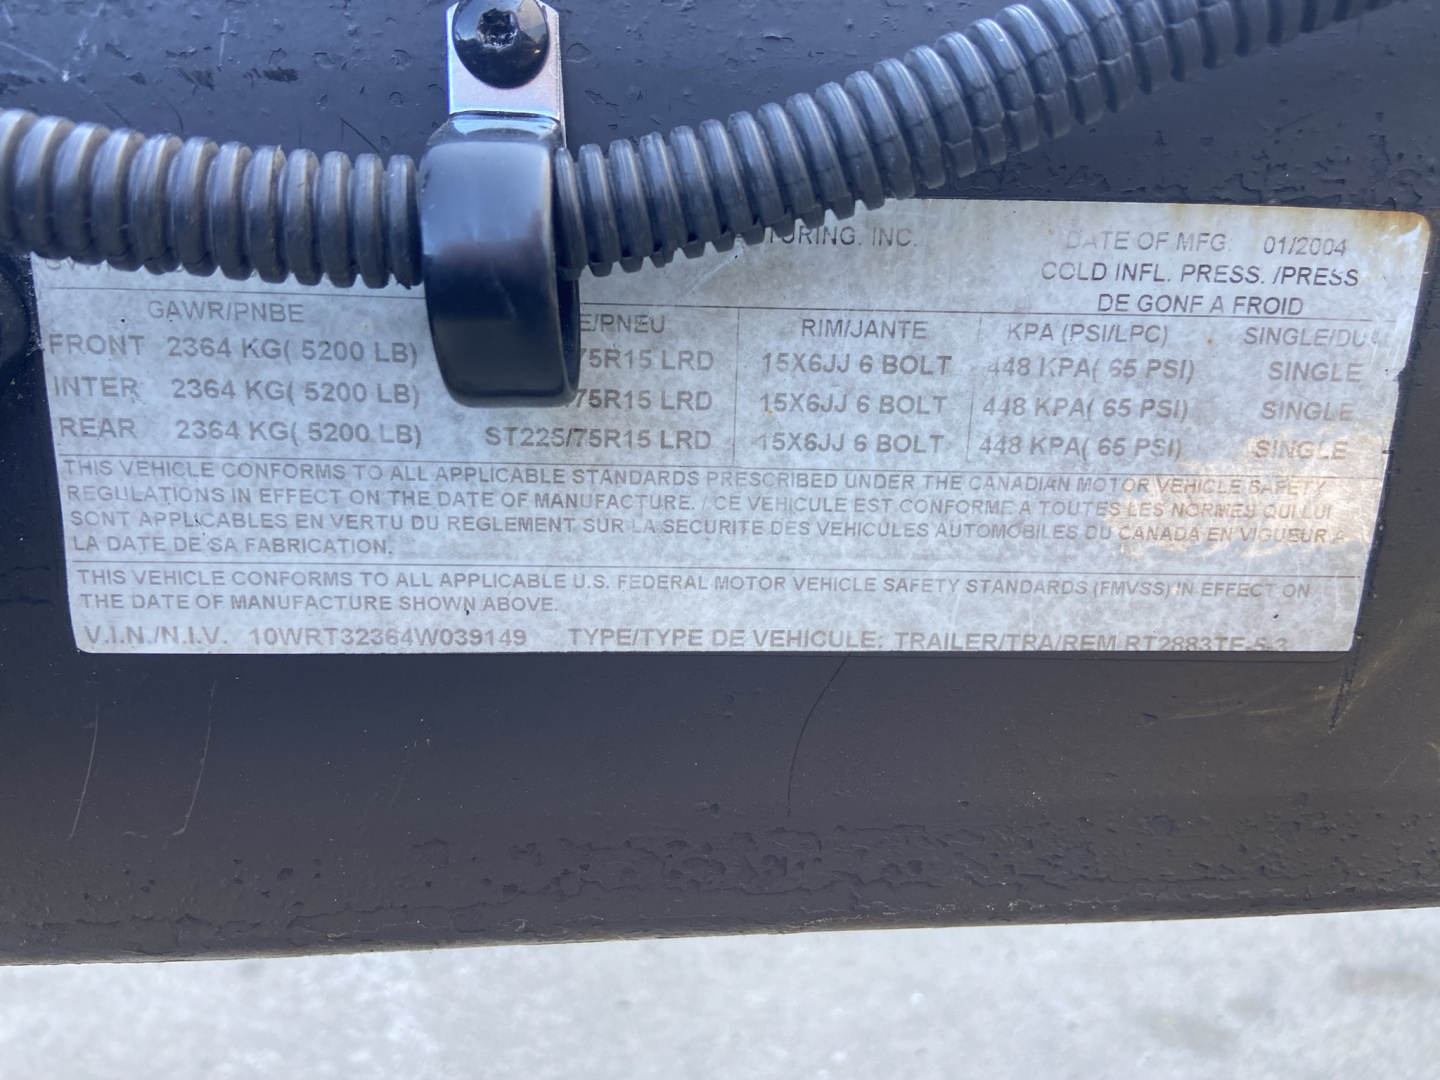 INC. DATE OF MFG: 01/2004
COLD INFL. PRESS. /PRESS
DE GONF A FROID
GAWR/PNBE RIM/JANTE KPA (PSI/LPC)
FRONT 2364 KG( 5200 LB) 75R15 LRD 15X6JJ 6 BOLT 448 KPA( 65 PSI) SINGLE
INTER 2364 KG( 5200 LB) 75R15 LRD 15X6JJ 6 BOLT 448 KPA( 65 PSI) SINGLE
REAR 2364 KG( 5200 LB) ST225/75R15 LRD 15X6JJ 6 BOLT 448 KPA( 65 PSI) SINGLE
THIS VEHICLE CONFORMS TO ALL APPLICABLE STANDARDS PRESCRIBED UNDER THE CANADIAN MOTOR VEHICLE SAFETY
REGULATIONS IN EFFECT ON THE DATE OF MANUFACTURE. / CE VEHICULE EST CONFORME A TOUTES LES NORMES QUI LUI
SONT APPLICABLES EN VERTU DU REGLEMENT SUR LA SECURITE DES VEHICULES AUTOMOBILES DU CANADA EN VIGUEUR A
LA DATE DE SA FABRICATION.
THIS VEHICLE CONFORMS TO ALL APPLICABLE U.S. FEDERAL MOTOR VEHICLE SAFETY STANDARDS (FMVSS) IN EFFECT ON
THE DATE OF MANUFACTURE SHOWN ABOVE.
V.I.N./N.I.V. 10WRT32364W039149 TYPE/TYPE DE VEHICULE: TRAILER/TRA/REM RT2883TE-5-3